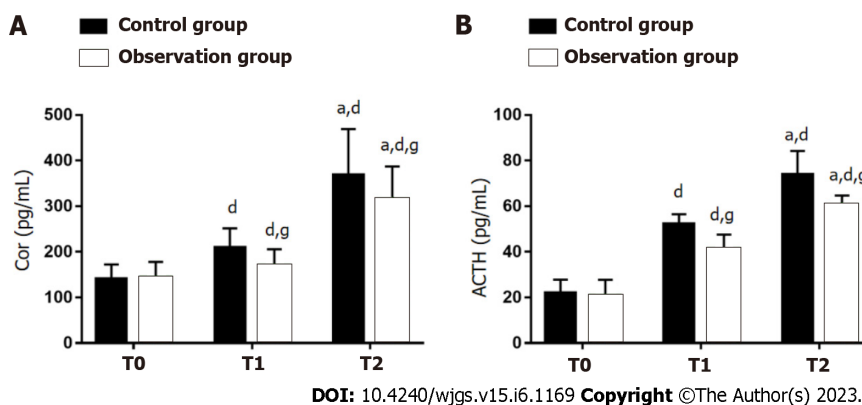 A
Control group
Observation group
Cor (pg/mL)
500
400
300
200
100
0
d
d,g
a,d
a,d,g
T0
T1
T2
B
Control group
Observation group
ACTH (pg/mL)
100
80
60
40
20
0
d
d,g
a,d
a,d,g
T0
T1
T2
DOI: 10.4240/wjgs.v15.i6.1169 Copyright ©The Author(s) 2023.